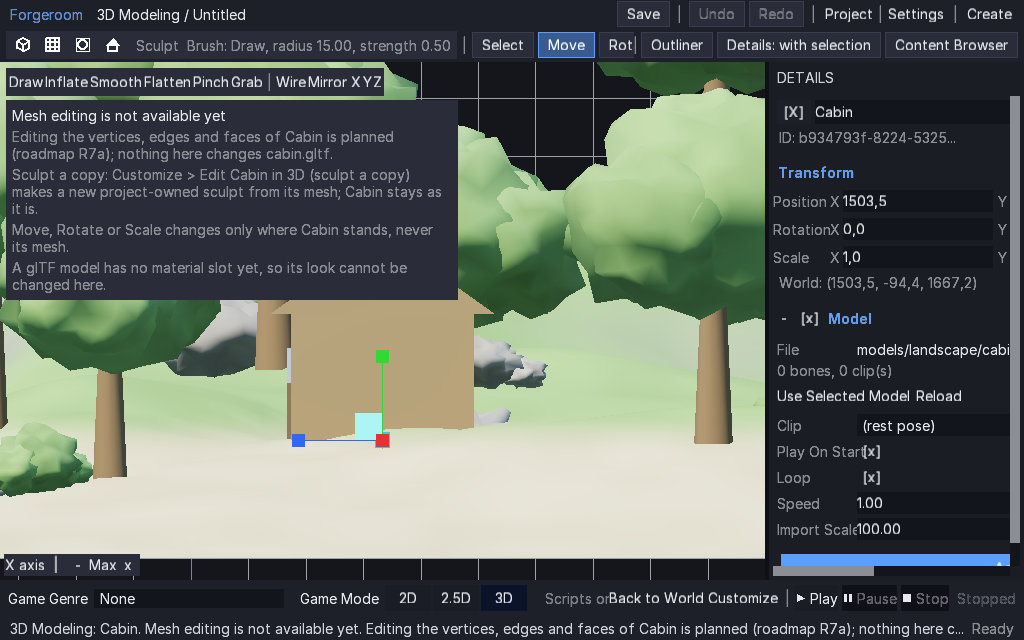 Forgeroom 3D Modeling / Untitled Save | Undo Redo | Project | Settings | Create
Sculpt Brush: Draw, radius 15.00, strength 0.50 | Select Move Rot Outliner Details: with selection Content Browser
Draw Inflate Smooth Flatten Pinch Grab | Wire Mirror X Y Z
Mesh editing is not available yet
Editing the vertices, edges and faces of Cabin is planned
(roadmap R7a); nothing here changes cabin.gltf.
Sculpt a copy: Customize > Edit Cabin in 3D (sculpt a copy)
makes a new project-owned sculpt from its mesh; Cabin stays as
it is.
Move, Rotate or Scale changes only where Cabin stands, never
its mesh.
A glTF model has no material slot yet, so its look cannot be
changed here.
DETAILS
[X] Cabin
ID: b934793f-8224-5325...
Transform
Position X 1503,5 Y
Rotation X 0,0 Y
Scale X 1,0 Y
World: (1503,5, -94,4, 1667,2)
- [x] Model
File models/landscape/cabi
0 bones, 0 clip(s)
Use Selected Model Reload
Clip (rest pose)
Play On Start [x]
Loop [x]
Speed 1.00
Import Scale 100.00
X axis | - Max x
Game Genre None Game Mode 2D 2.5D 3D Scripts or Back to World Customize | Play Pause Stop Stopped
3D Modeling: Cabin. Mesh editing is not available yet. Editing the vertices, edges and faces of Cabin is planned (roadmap R7a); nothing here c... Ready